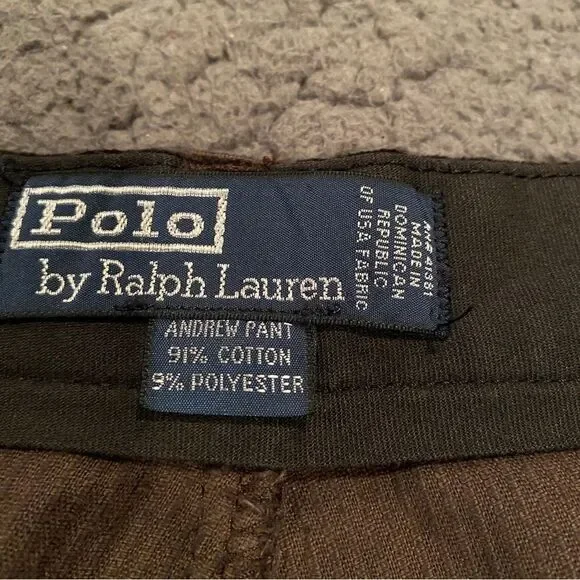 Polo
by Ralph Lauren
RN# 41381
MADE IN
DOMINICAN
REPUBLIC
OF USA FABRIC
ANDREW PANT
91% COTTON
9% POLYESTER